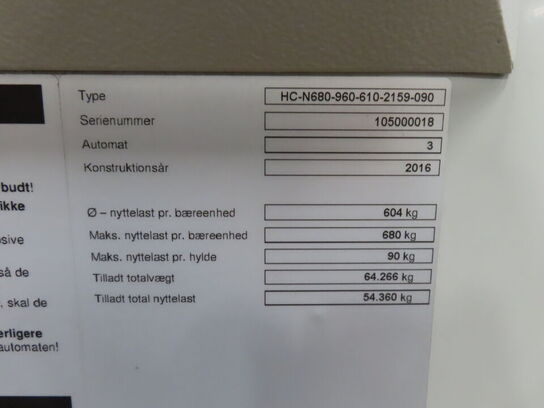 Type HC-N680-960-610-2159-090
Serienummer 105000018
Automat 3
Konstruktionsår 2016
Ø – nyttelast pr. bæreenhed 604 kg
Maks. nyttelast pr. bæreenhed 680 kg
Maks. nyttelast pr. hylde 90 kg
Tilladt totalvægt 64.266 kg
Tilladt total nyttelast 54.360 kg
budt!
ikke
så de
skal de
automaten!